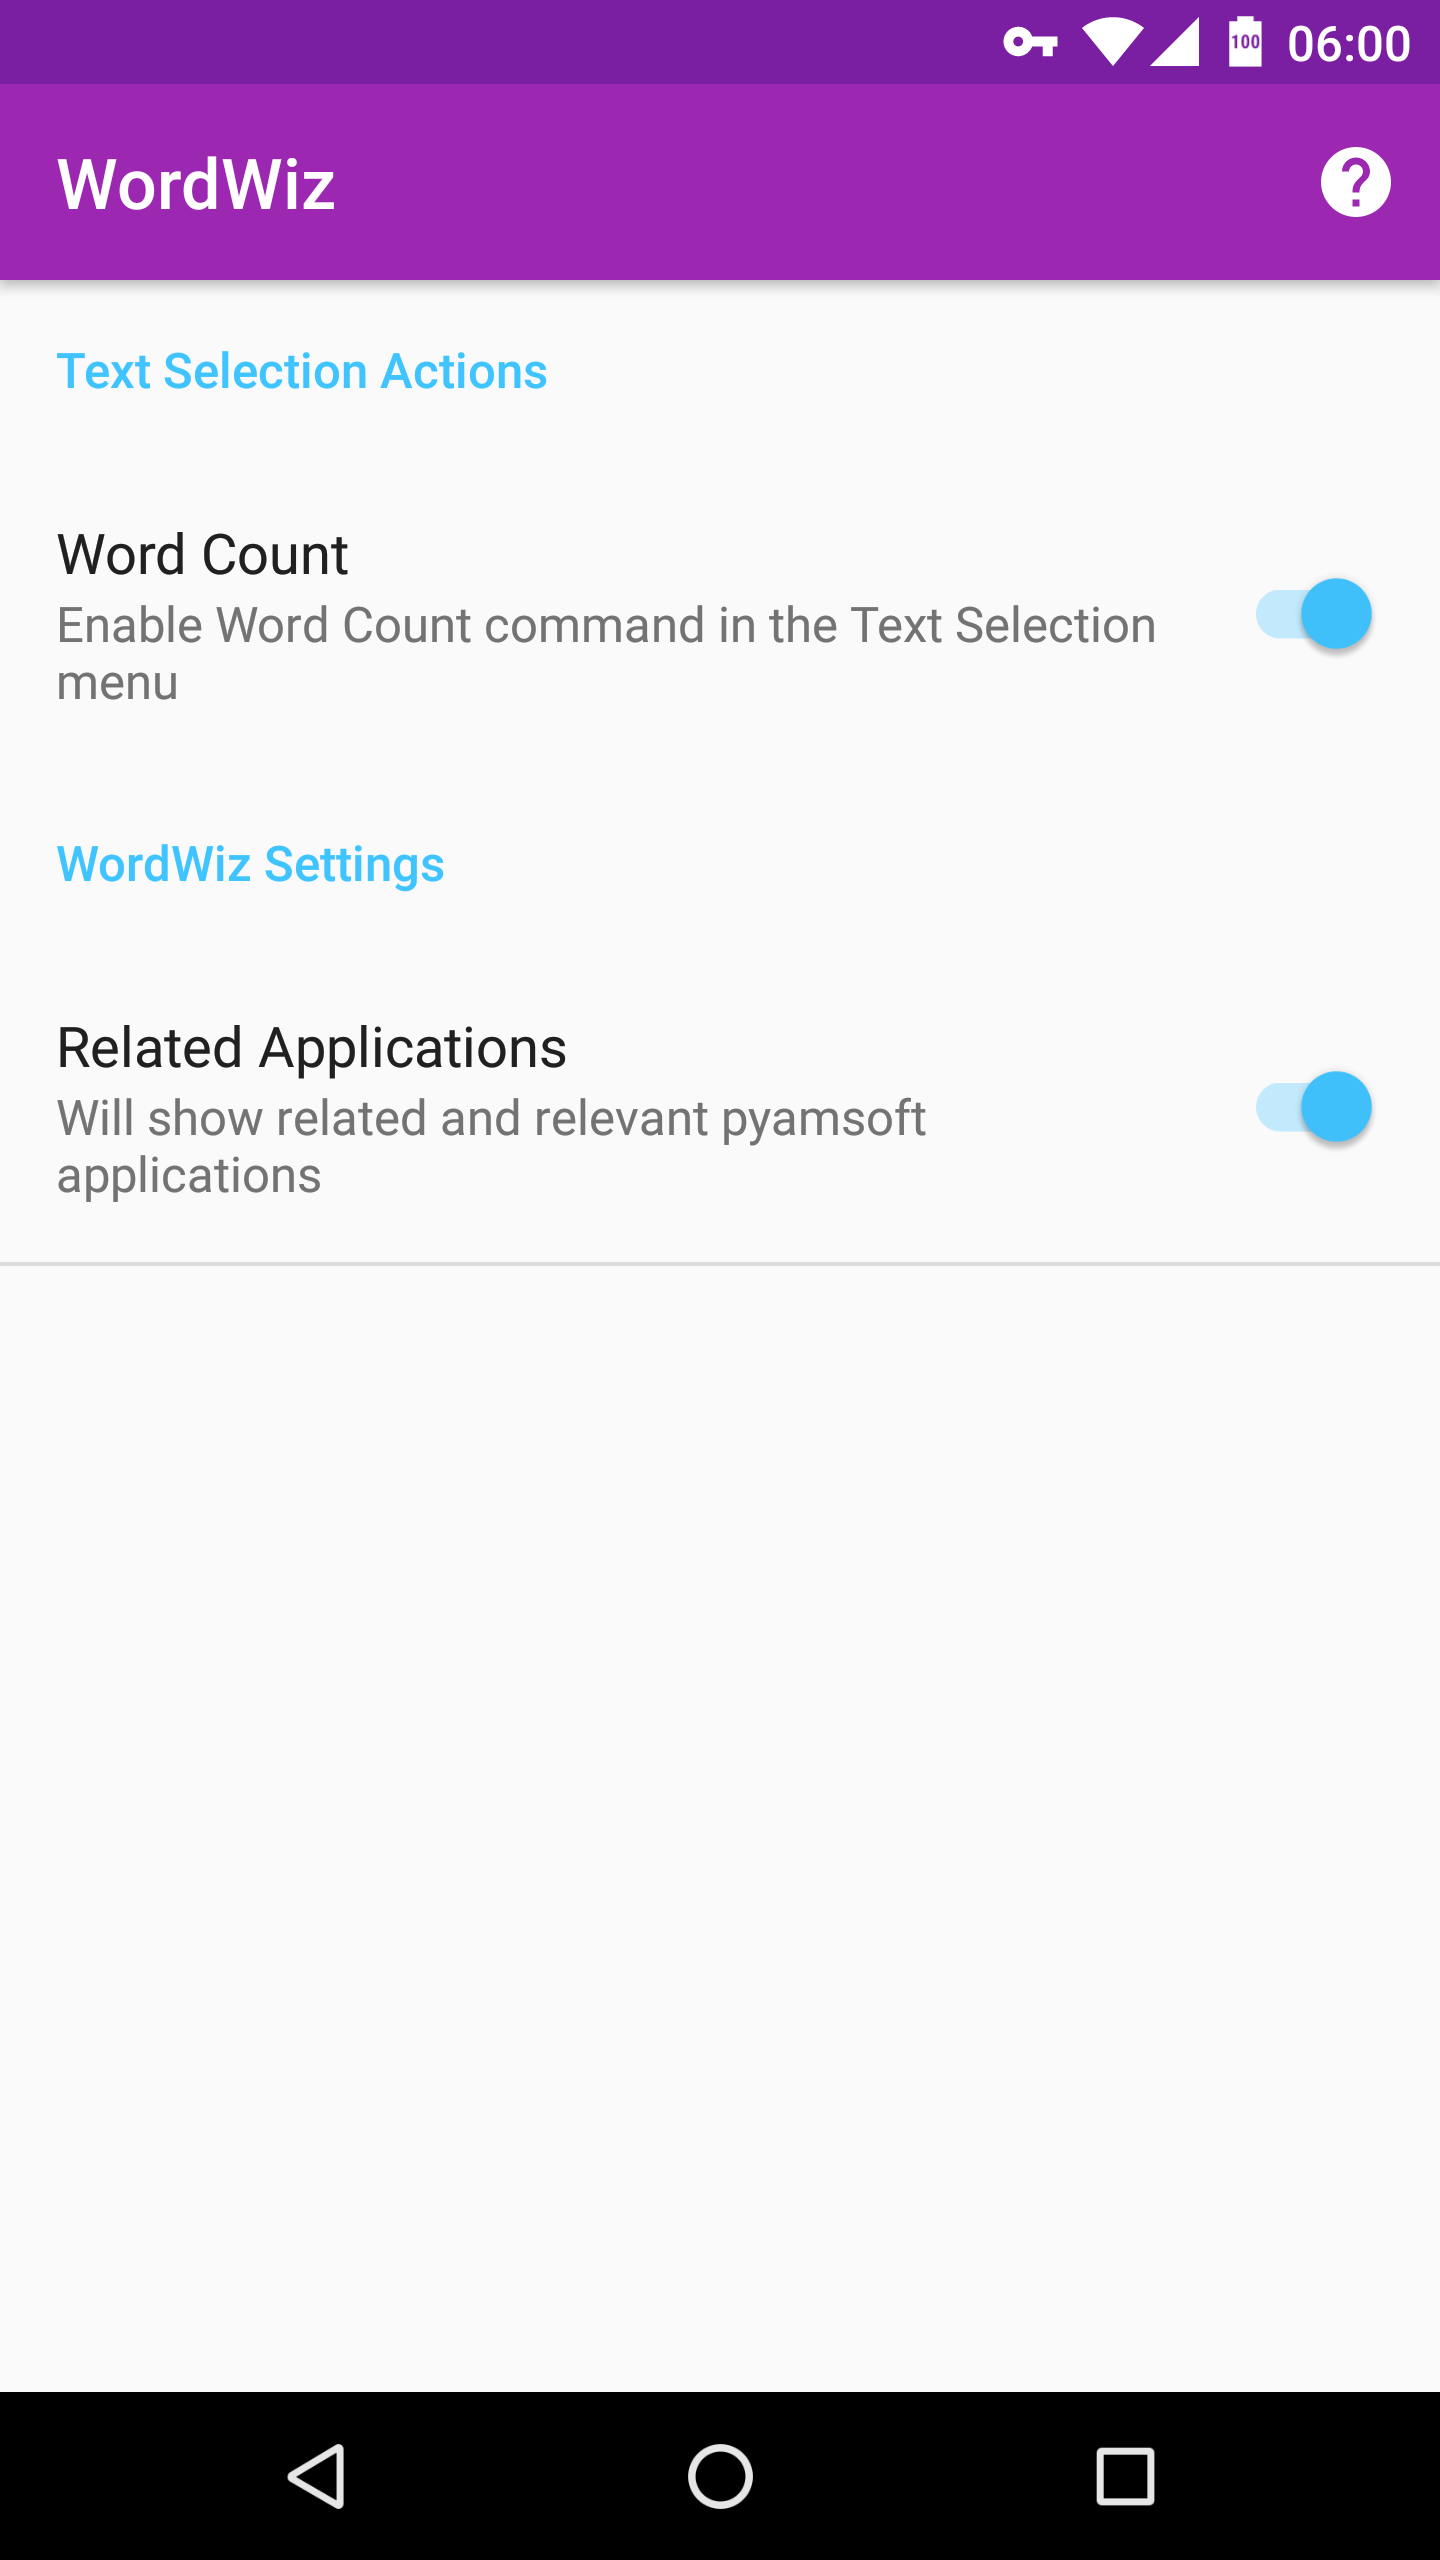 100 06:00
WordWiz
Text Selection Actions
Word Count
Enable Word Count command in the Text Selection
menu
WordWiz Settings
Related Applications
Will show related and relevant pyamsoft
applications